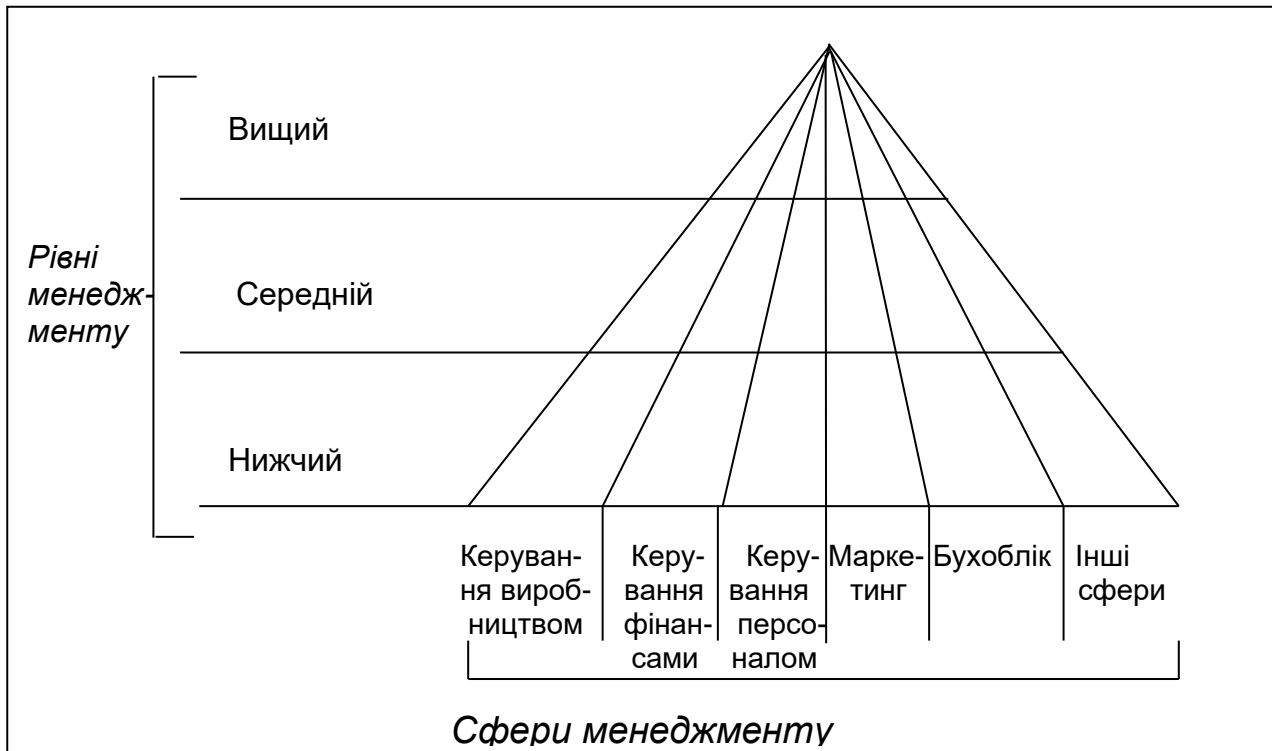 Вищий
Рівні
менедж-
менту
Середній
Нижчий
Керуван-
ня вироб-
ництвом
Керу-
вання
фінан-
сами
Керу-
вання
персо-
налом
Марке-
тинг
Бухоблік
Інші
сфери
Сфери менеджменту